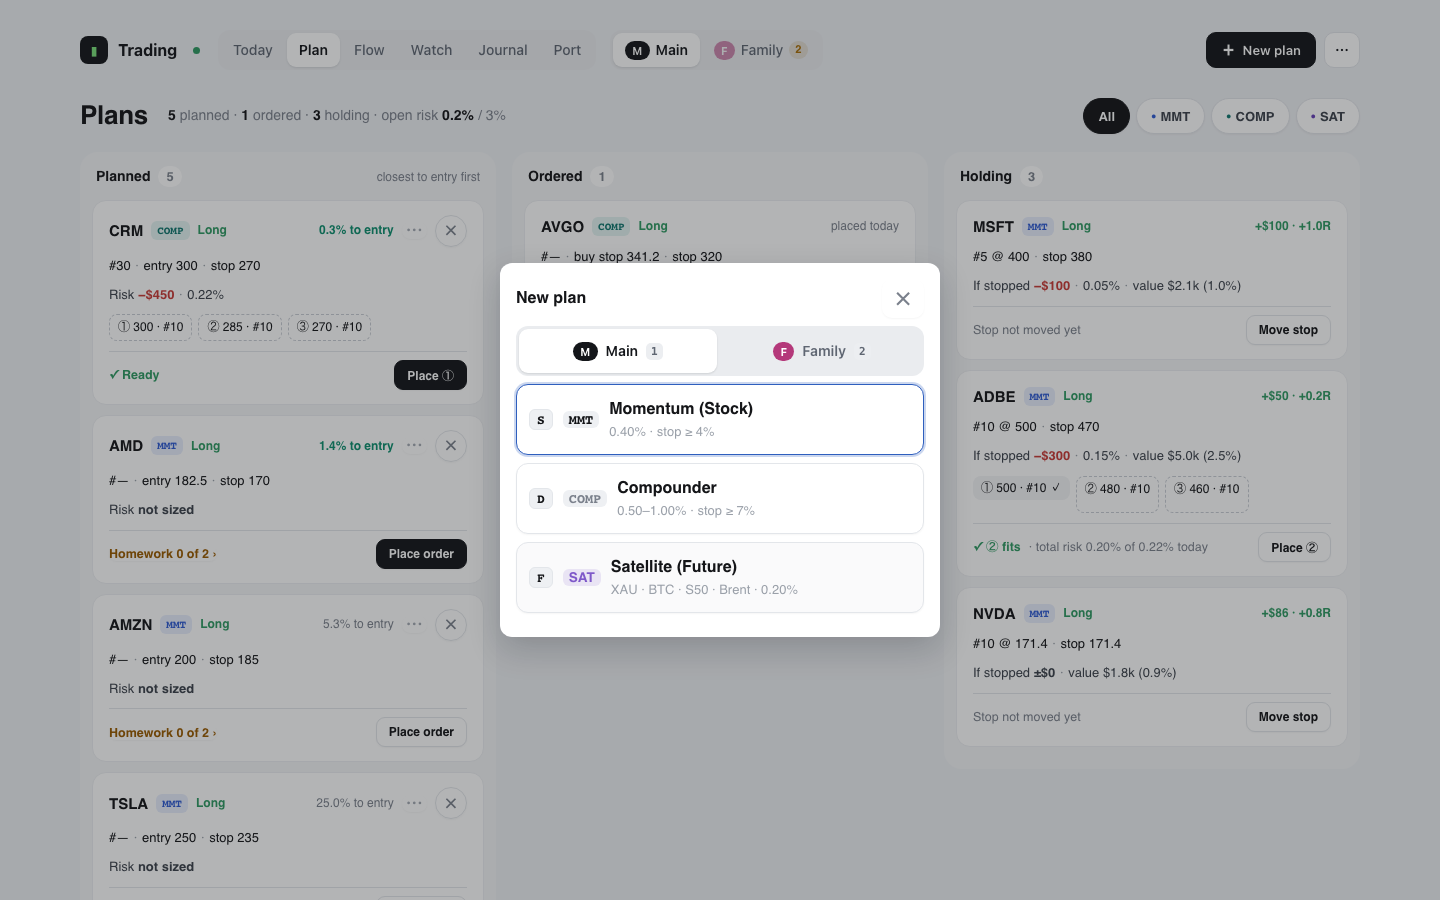 Trading Today Plan Flow Watch Journal Port M Main F Family 2 + New plan ...
Plans 5 planned · 1 ordered · 3 holding · open risk 0.2% / 3% All • MMT • COMP • SAT
Planned 5 closest to entry first
CRM COMP Long 0.3% to entry ··· ✕
#30 · entry 300 · stop 270
Risk −$450 · 0.22%
① 300 · #10 ② 285 · #10 ③ 270 · #10
✓ Ready Place ①
AMD MMT Long 1.4% to entry ··· ✕
#— · entry 182.5 · stop 170
Risk not sized
Homework 0 of 2 › Place order
AMZN MMT Long 5.3% to entry ··· ✕
#— · entry 200 · stop 185
Risk not sized
Homework 0 of 2 › Place order
TSLA MMT Long 25.0% to entry ··· ✕
#— · entry 250 · stop 235
Risk not sized
Ordered 1
AVGO COMP Long placed today
#— · buy stop 341.2 · stop 320
New plan ✕
M Main 1 F Family 2
S MMT Momentum (Stock)
0.40% · stop ≥ 4%
D COMP Compounder
0.50–1.00% · stop ≥ 7%
F SAT Satellite (Future)
XAU · BTC · S50 · Brent · 0.20%
Holding 3
MSFT MMT Long +$100 · +1.0R
#5 @ 400 · stop 380
If stopped −$100 · 0.05% · value $2.1k (1.0%)
Stop not moved yet Move stop
ADBE MMT Long +$50 · +0.2R
#10 @ 500 · stop 470
If stopped −$300 · 0.15% · value $5.0k (2.5%)
① 500 · #10 ✓ ② 480 · #10 ③ 460 · #10
✓ ② fits · total risk 0.20% of 0.22% today Place ②
NVDA MMT Long +$86 · +0.8R
#10 @ 171.4 · stop 171.4
If stopped ±$0 · value $1.8k (0.9%)
Stop not moved yet Move stop